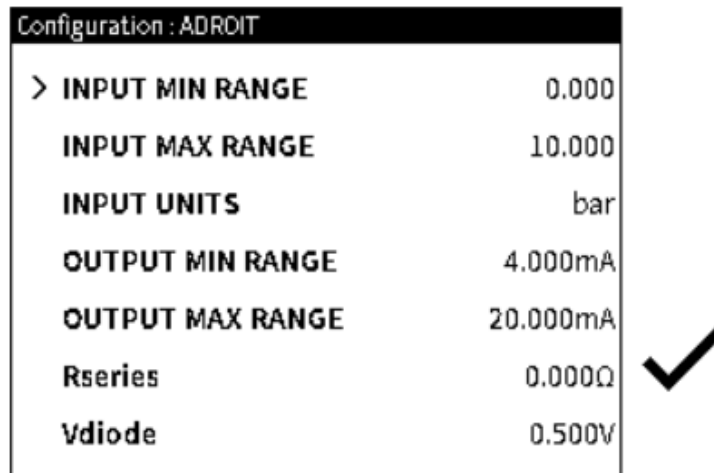 Configuration : ADROIT
> INPUT MIN RANGE 0.000
INPUT MAX RANGE 10.000
INPUT UNITS bar
OUTPUT MIN RANGE 4.000mA
OUTPUT MAX RANGE 20.000mA
Rseries 0.000Ω
Vdiode 0.500V